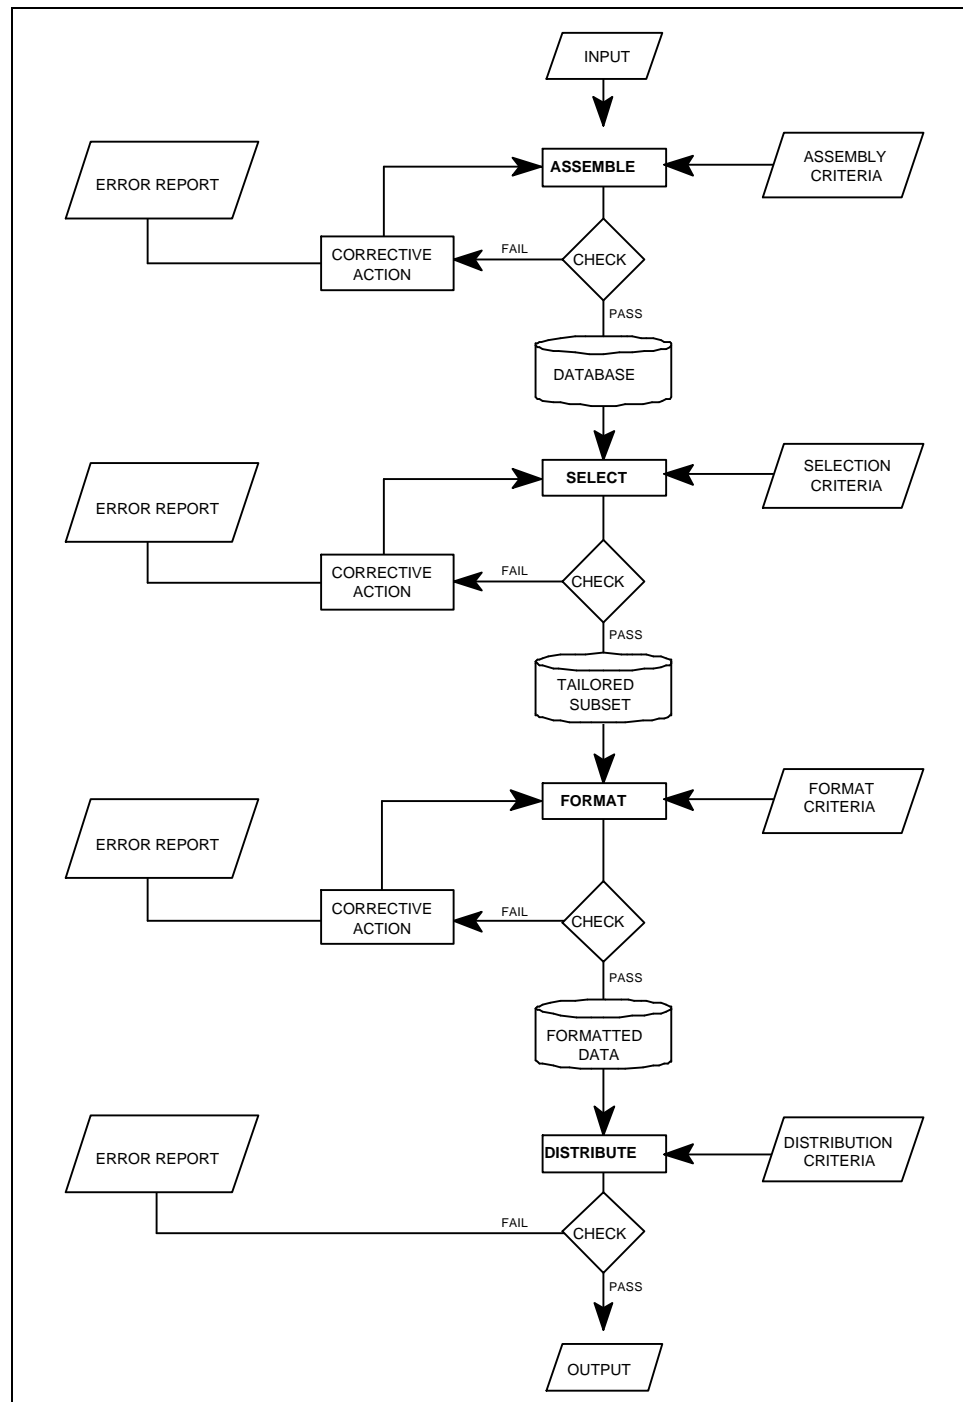 INPUT
ASSEMBLY
CRITERIA
ASSEMBLE
ERROR REPORT
CORRECTIVE
ACTION
FAIL
CHECK
PASS
DATABASE
SELECTION
CRITERIA
SELECT
ERROR REPORT
CORRECTIVE
ACTION
FAIL
CHECK
PASS
TAILORED
SUBSET
FORMAT
CRITERIA
FORMAT
ERROR REPORT
CORRECTIVE
ACTION
FAIL
CHECK
PASS
FORMATTED
DATA
DISTRIBUTION
CRITERIA
DISTRIBUTE
ERROR REPORT
FAIL
CHECK
PASS
OUTPUT